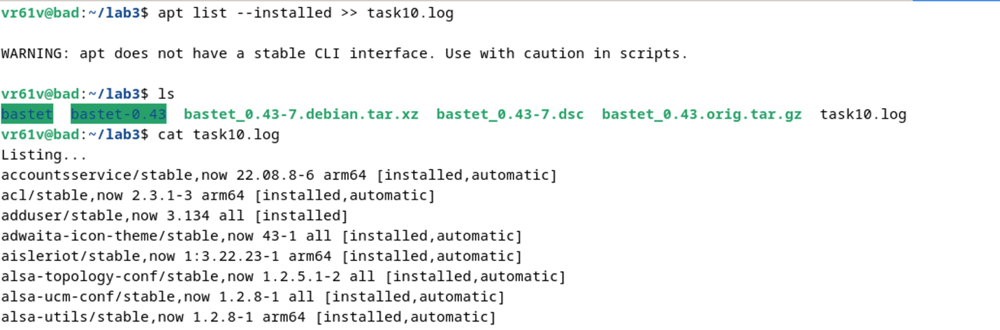 vr61v@bad:~/lab3$ apt list --installed >> task10.log
WARNING: apt does not have a stable CLI interface. Use with caution in scripts.
vr61v@bad:~/lab3$ ls
bastet  bastet-0.43  bastet_0.43-7.debian.tar.xz  bastet_0.43-7.dsc  bastet_0.43.orig.tar.gz  task10.log
vr61v@bad:~/lab3$ cat task10.log
Listing...
accountsservice/stable,now 22.08.8-6 arm64 [installed,automatic]
acl/stable,now 2.3.1-3 arm64 [installed,automatic]
adduser/stable,now 3.134 all [installed]
adwaita-icon-theme/stable,now 43-1 all [installed,automatic]
aisleriot/stable,now 1:3.22.23-1 arm64 [installed,automatic]
alsa-topology-conf/stable,now 1.2.5.1-2 all [installed,automatic]
alsa-ucm-conf/stable,now 1.2.8-1 all [installed,automatic]
alsa-utils/stable,now 1.2.8-1 arm64 [installed,automatic]